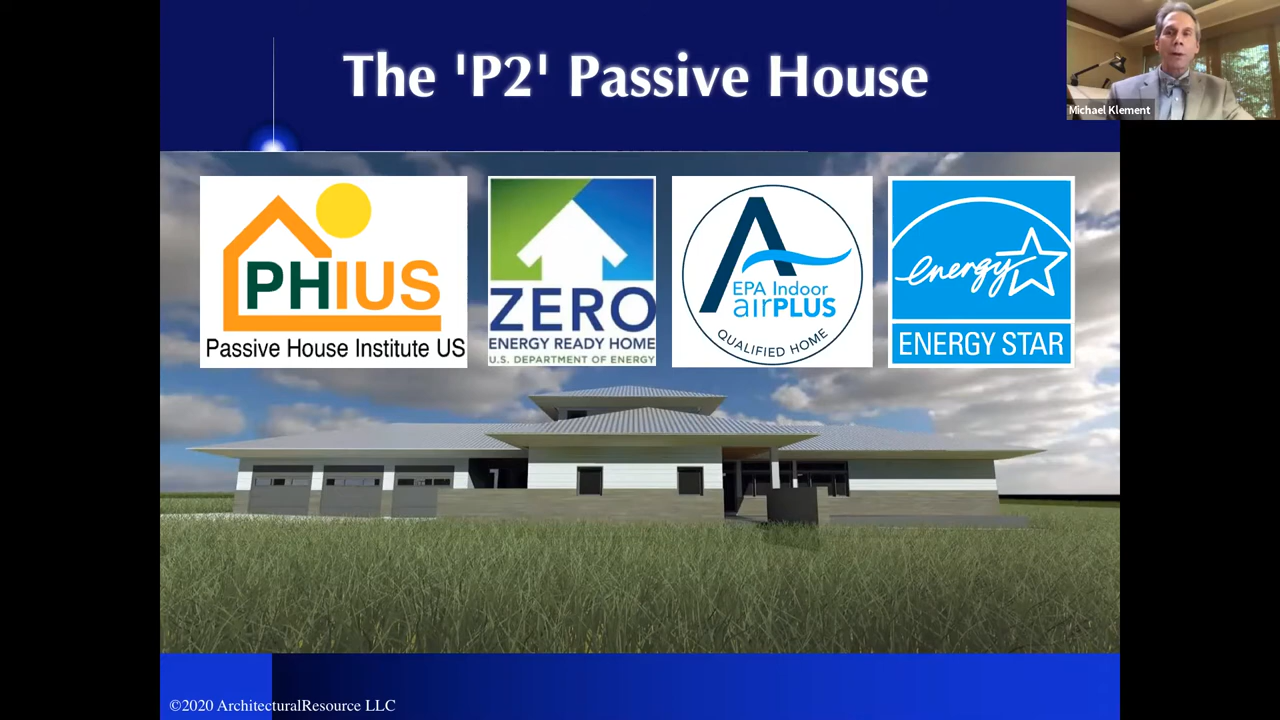 The 'P2' Passive House
Michael Klement
PHIUS
Passive House Institute US
ZERO
ENERGY READY HOME
U.S. DEPARTMENT OF ENERGY
A
EPA Indoor
airPLUS
QUALIFIED HOME
energy
ENERGY STAR
©2020 ArchitecturalResource LLC